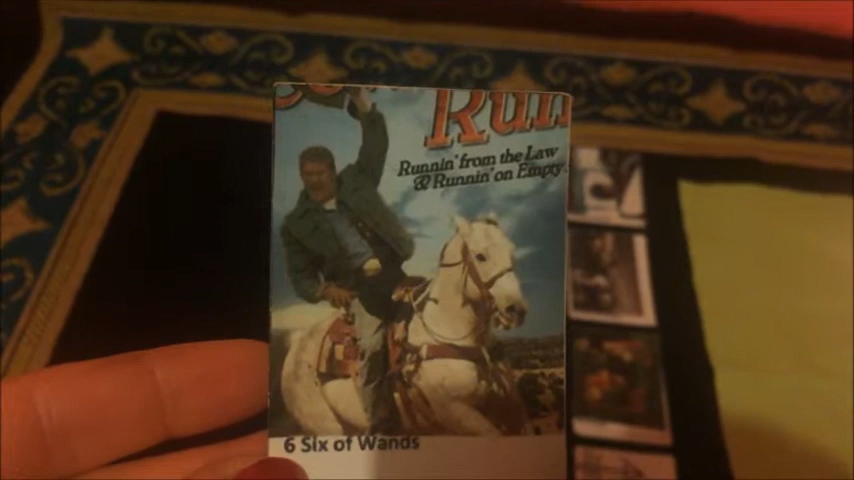 Run
Runnin' from the Law
& Runnin' on Empty.
6 Six of Wands